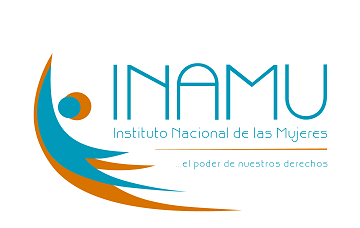 INAMU
Instituto Nacional de las Mujeres
...el poder de nuestros derechos